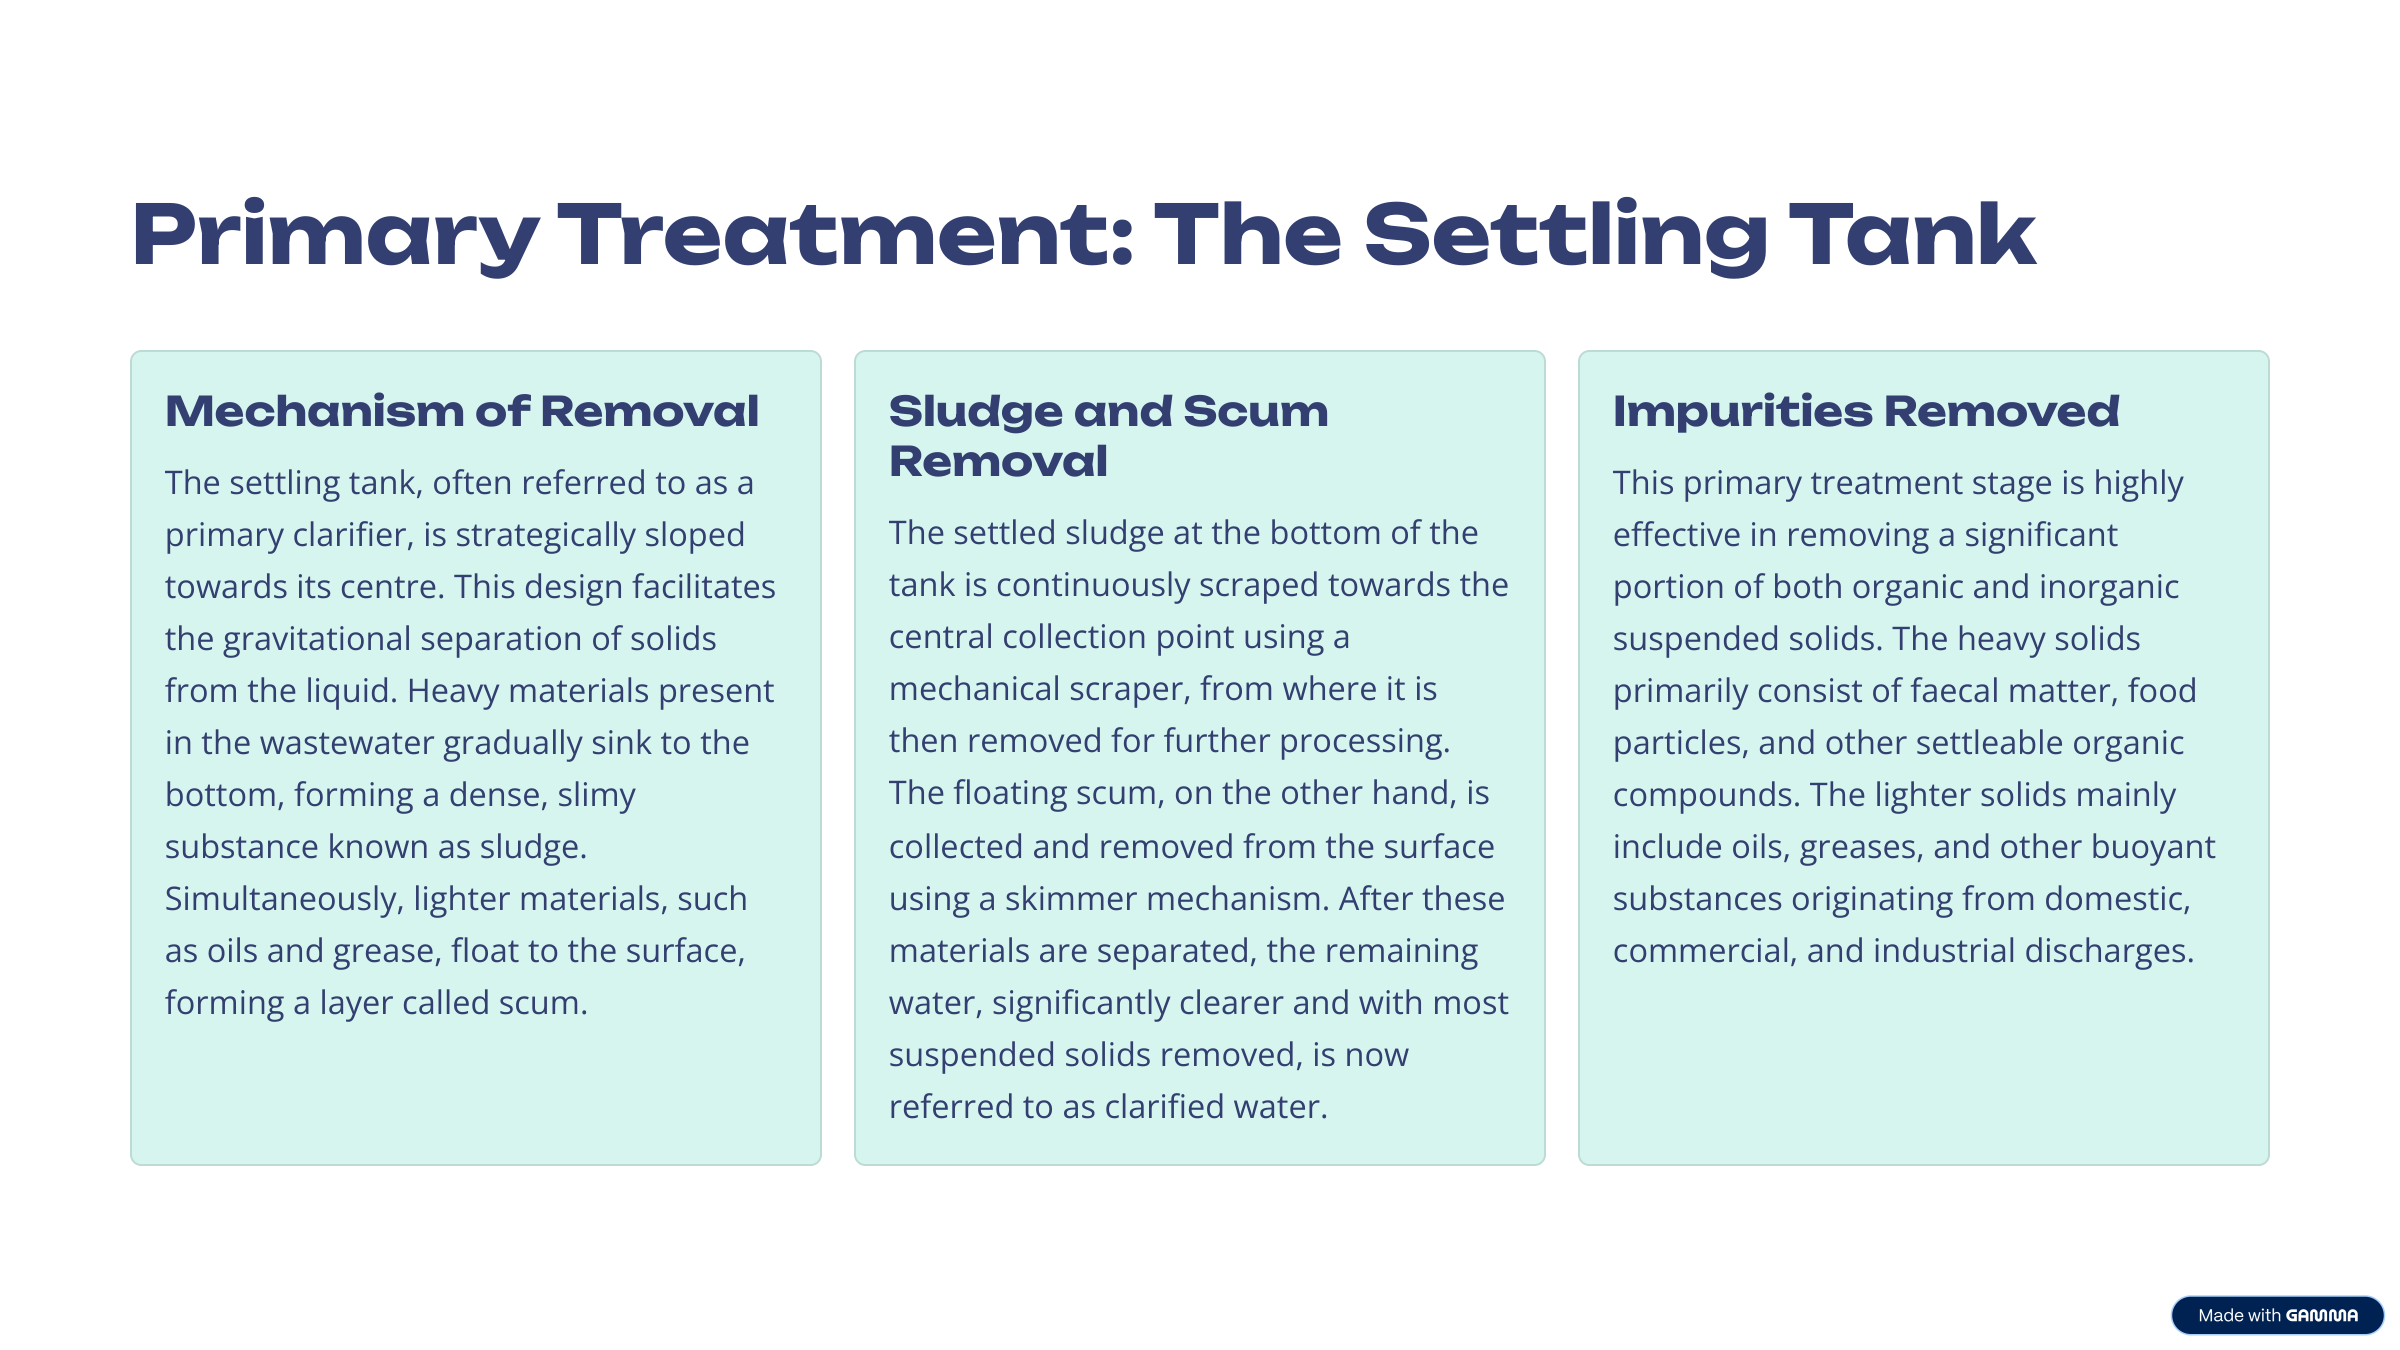 Primary Treatment: The Settling Tank
Mechanism of Removal
The settling tank, often referred to as a
primary clarifier, is strategically sloped
towards its centre. This design facilitates
the gravitational separation of solids
from the liquid. Heavy materials present
in the wastewater gradually sink to the
bottom, forming a dense, slimy
substance known as sludge.
Simultaneously, lighter materials, such
as oils and grease, float to the surface,
forming a layer called scum.
Sludge and Scum
Removal
The settled sludge at the bottom of the
tank is continuously scraped towards the
central collection point using a
mechanical scraper, from where it is
then removed for further processing.
The floating scum, on the other hand, is
collected and removed from the surface
using a skimmer mechanism. After these
materials are separated, the remaining
water, significantly clearer and with most
suspended solids removed, is now
referred to as clarified water.
Impurities Removed
This primary treatment stage is highly
effective in removing a significant
portion of both organic and inorganic
suspended solids. The heavy solids
primarily consist of faecal matter, food
particles, and other settleable organic
compounds. The lighter solids mainly
include oils, greases, and other buoyant
substances originating from domestic,
commercial, and industrial discharges.
Made with GAMMA